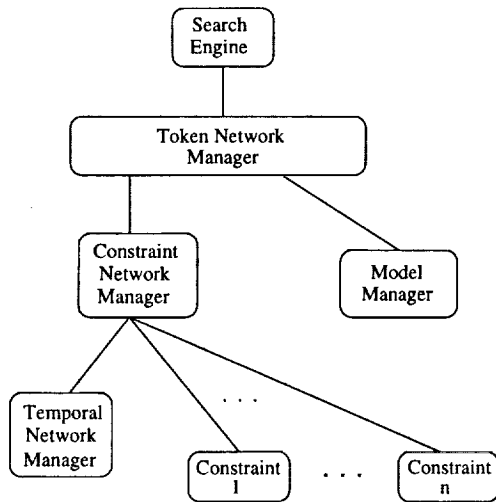 Search
Engine
Token Network
Manager
Constraint
Network
Manager
Model
Manager
. . .
Temporal
Network
Manager
Constraint
1
. . .
Constraint
n